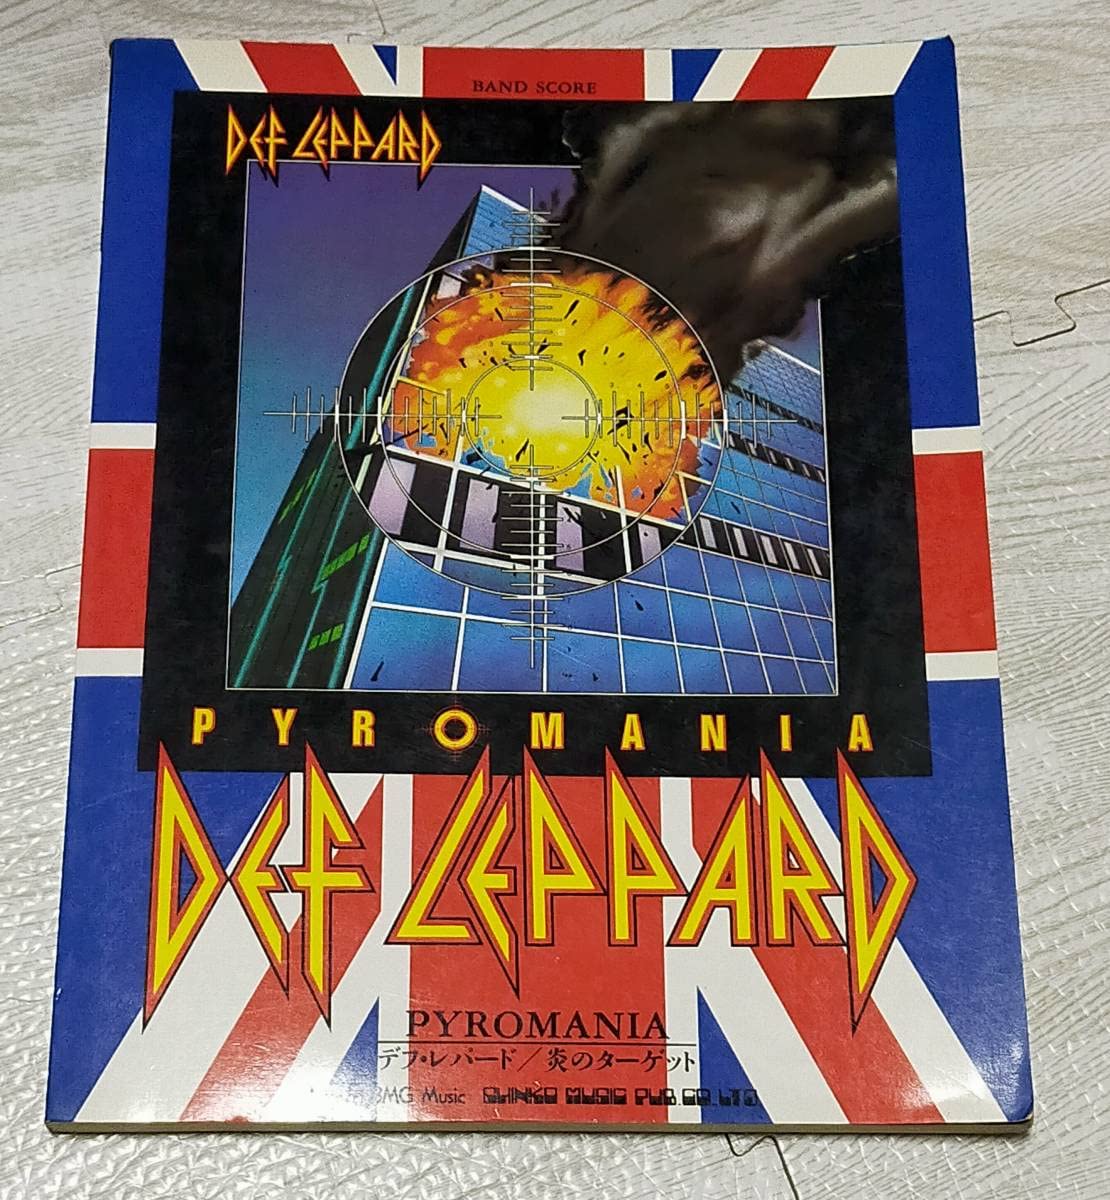 BAND SCORE
DEF LEPPARD
PYROMANIA
DEF LEPPARD
PYROMANIA
デフ・レパード／炎のターゲット
BMG Music SHINKO MUSIC PUB. CO., LTD